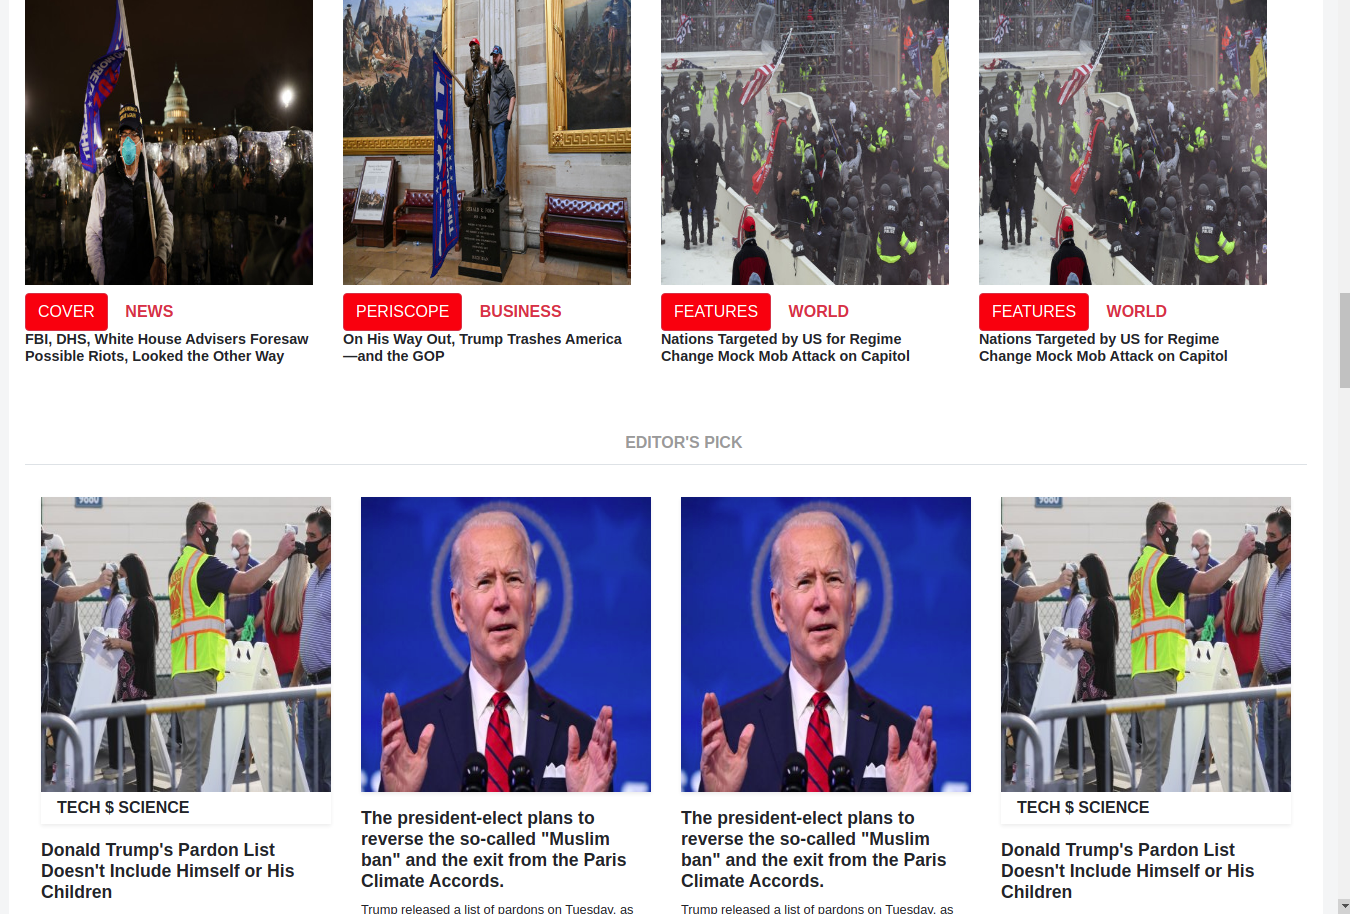 COVER NEWS
FBI, DHS, White House Advisers Foresaw
Possible Riots, Looked the Other Way
PERISCOPE BUSINESS
On His Way Out, Trump Trashes America
—and the GOP
FEATURES WORLD
Nations Targeted by US for Regime
Change Mock Mob Attack on Capitol
FEATURES WORLD
Nations Targeted by US for Regime
Change Mock Mob Attack on Capitol
EDITOR'S PICK
TECH $ SCIENCE
Donald Trump's Pardon List
Doesn't Include Himself or His
Children
The president-elect plans to
reverse the so-called "Muslim
ban" and the exit from the Paris
Climate Accords.
Trump released a list of pardons on Tuesday, as
The president-elect plans to
reverse the so-called "Muslim
ban" and the exit from the Paris
Climate Accords.
Trump released a list of pardons on Tuesday, as
TECH $ SCIENCE
Donald Trump's Pardon List
Doesn't Include Himself or His
Children